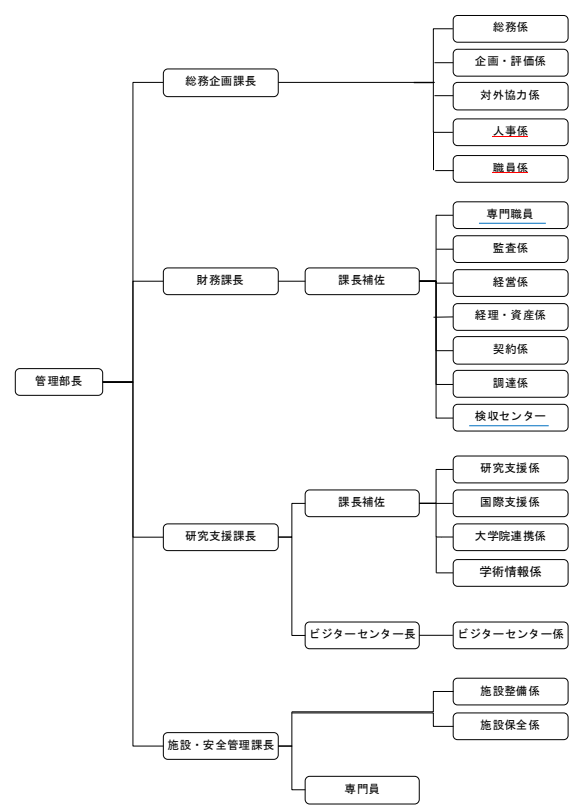 総務係
企画・評価係
総務企画課長
対外協力係
人事係
職員係
専門職員
監査係
財務課長
課長補佐
経営係
経理・資産係
契約係
管理部長
調達係
検収センター
研究支援係
課長補佐
国際支援係
研究支援課長
大学院連携係
学術情報係
ビジターセンター長
ビジターセンター係
施設整備係
施設保全係
施設・安全管理課長
専門員